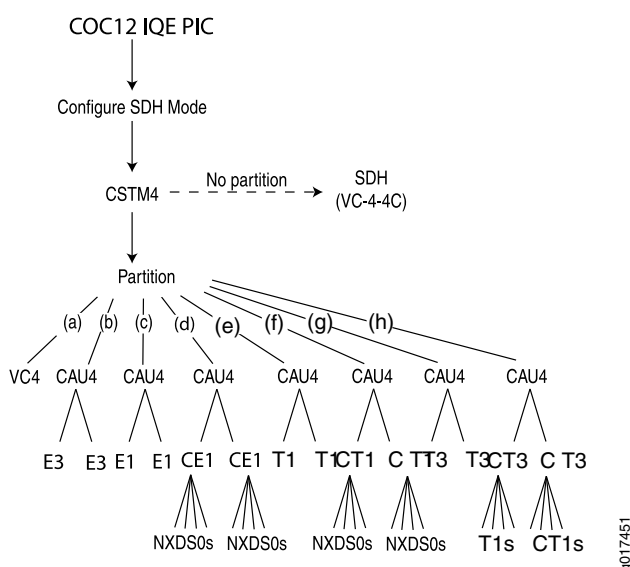 COC12 IQE PIC
Configure SDH Mode
No partition
SDH
(VC-4-4C)
CSTM4
Partition
(a) (b) (c) (d) (e) (f) (g) (h)
VC4 CAU4 CAU4 CAU4 CAU4 CAU4 CAU4 CAU4
E3 E3 E1 E1 CE1 CE1 T1 T1 CT1 C T1 T3 T3 CT3 C T3
NXDS0s NXDS0s NXDS0s NXDS0s T1s CT1s
g017451